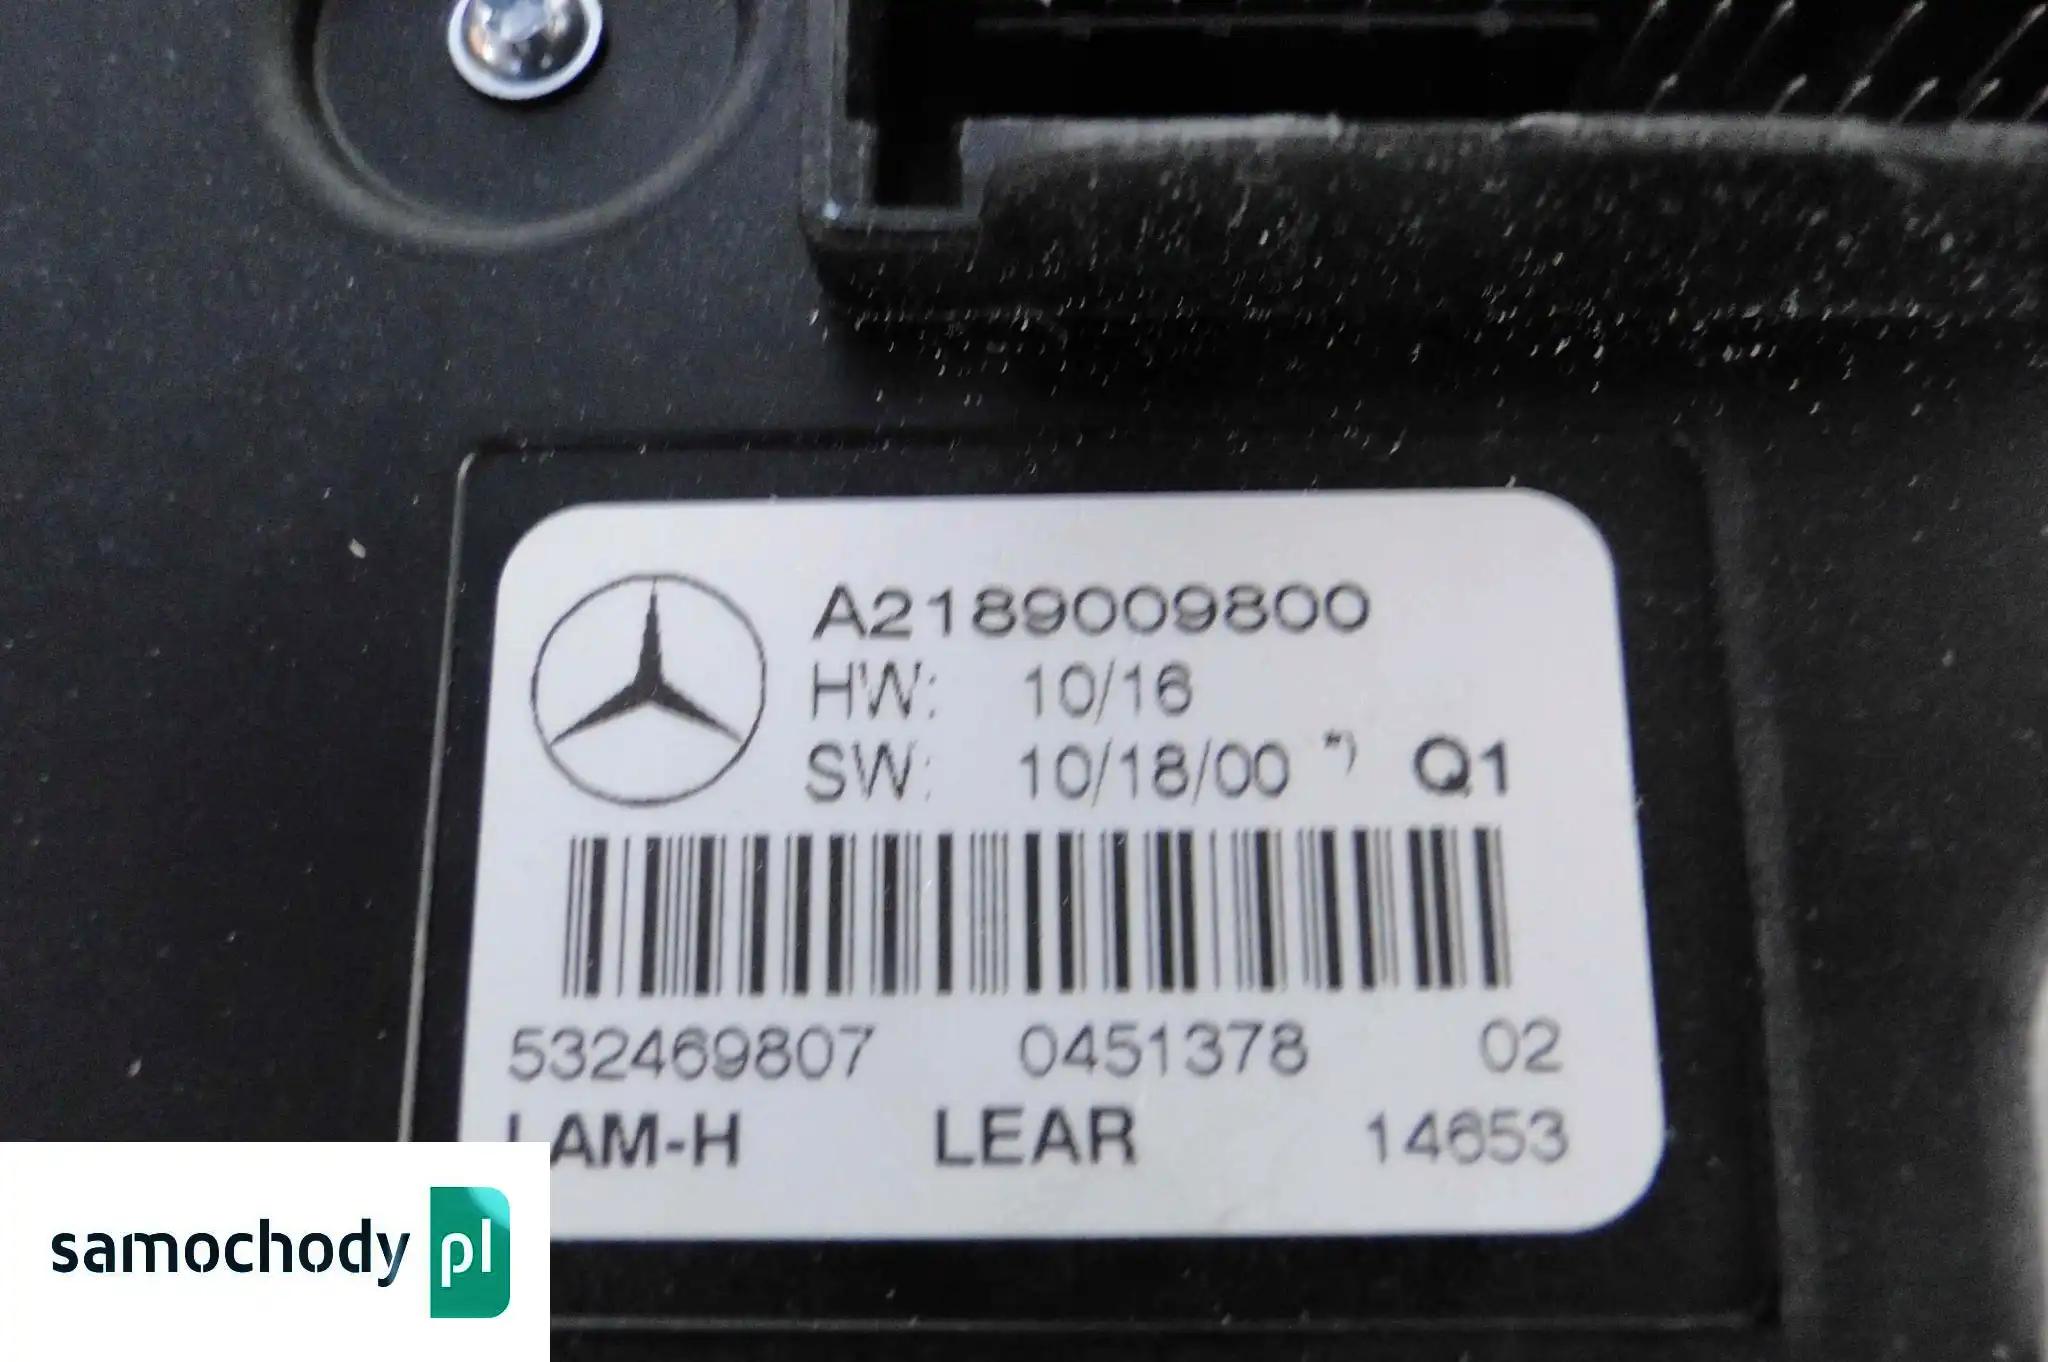 A2189009800
HW: 10/16
SW: 10/18/00 *) Q1
532469807 0451378 02
LAM-H LEAR 14653
samochody pl